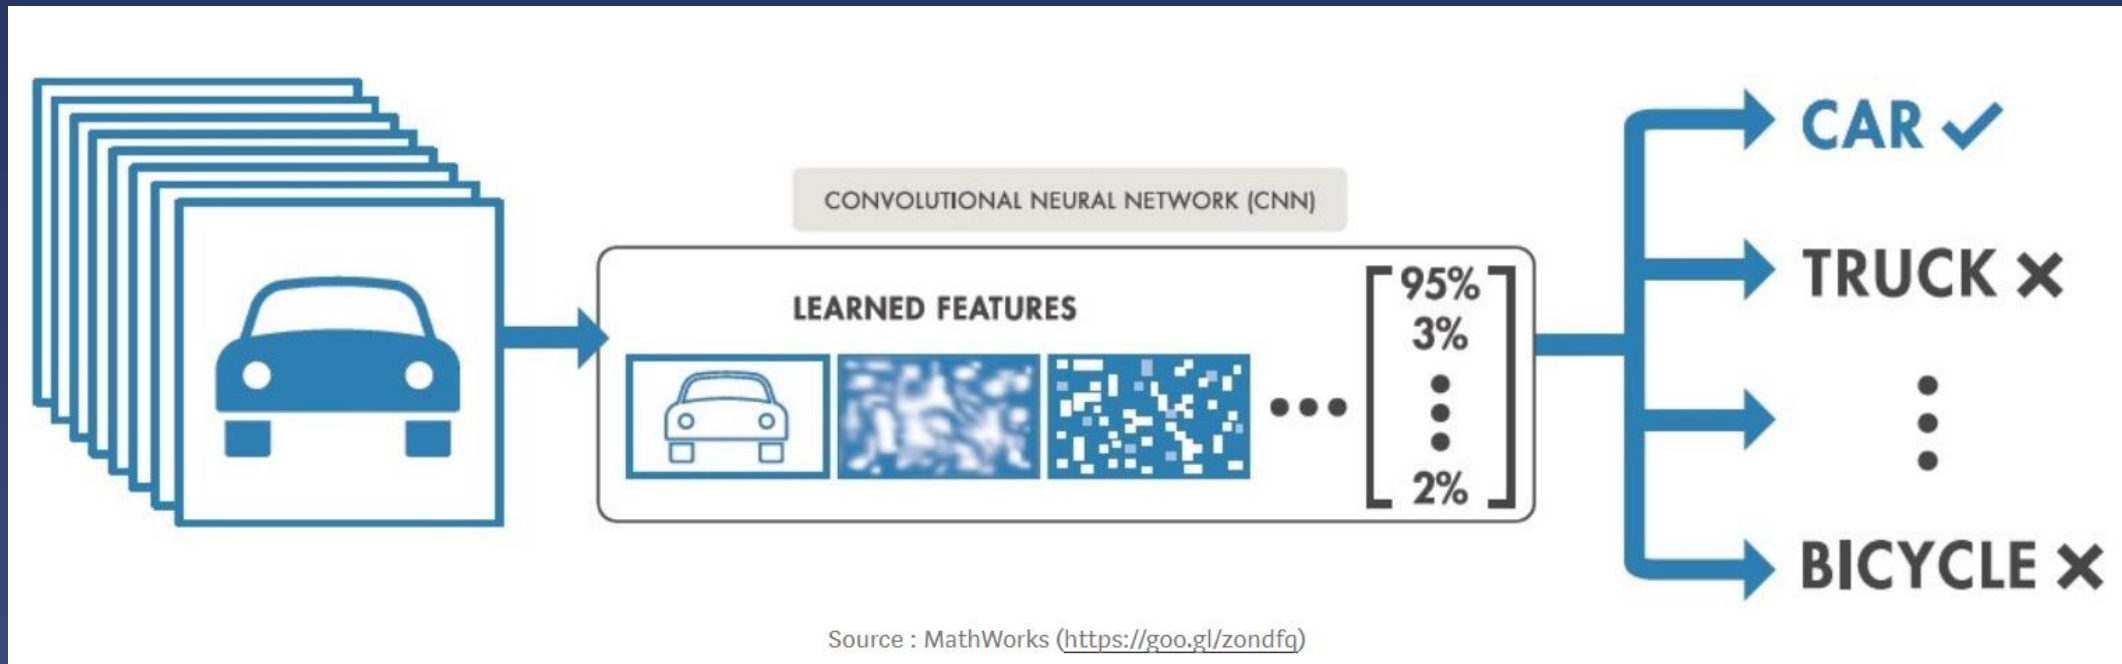 CONVOLUTIONAL NEURAL NETWORK (CNN)
LEARNED FEATURES
95%
3%
2%
CAR
TRUCK
BICYCLE
Source : MathWorks (https://goo.gl/zondfq)